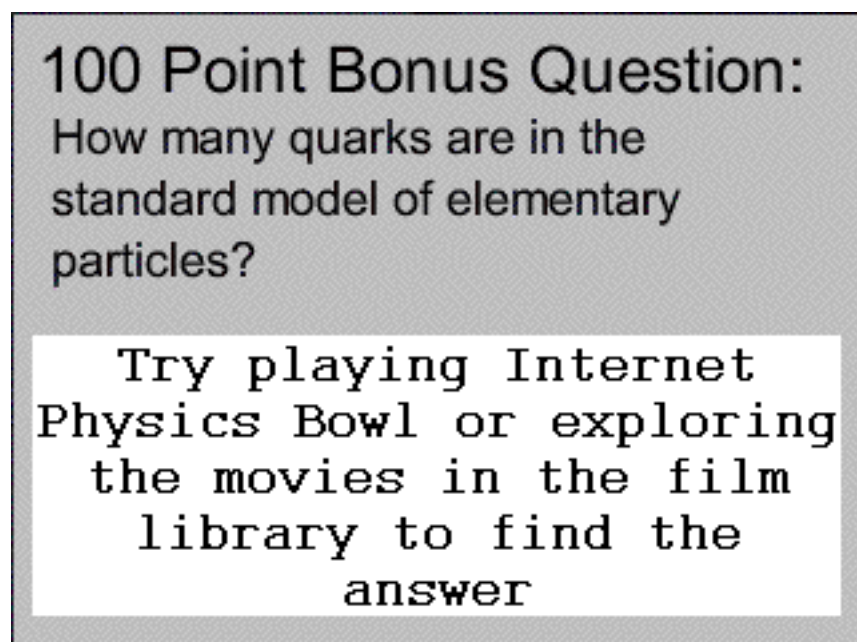 100 Point Bonus Question:
How many quarks are in the
standard model of elementary
particles?
Try playing Internet
Physics Bowl or exploring
the movies in the film
library to find the
answer